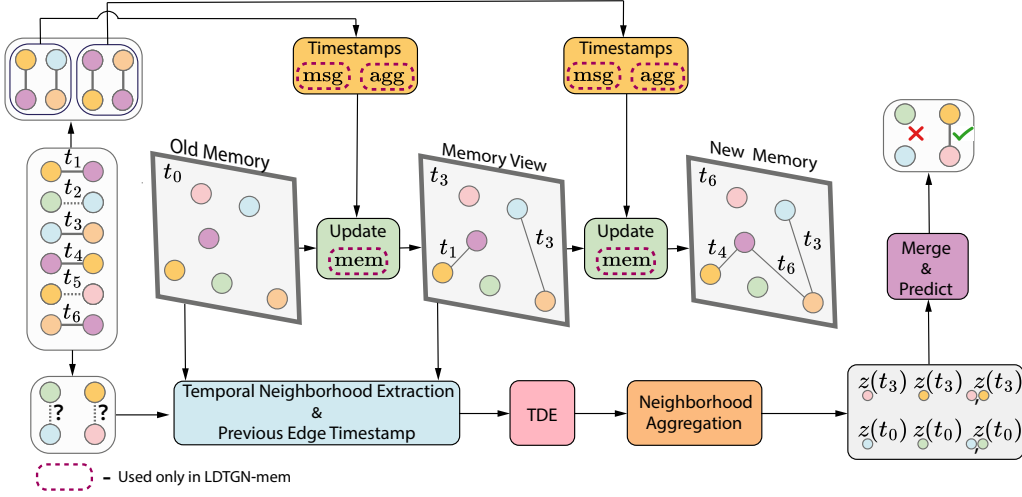 Timestamps
msg agg
Timestamps
msg agg
Old Memory
t0
Memory View
t3
t1
t3
New Memory
t6
t4
t6
t3
t1
t2
t3
t4
t5
t6
Update
mem
Update
mem
Merge
&
Predict
? ?
Temporal Neighborhood Extraction
&
Previous Edge Timestamp
TDE
Neighborhood
Aggregation
z(t3) z(t3) z(t3)
,
z(t0) z(t0) z(t0)
,
– Used only in LDTGN-mem